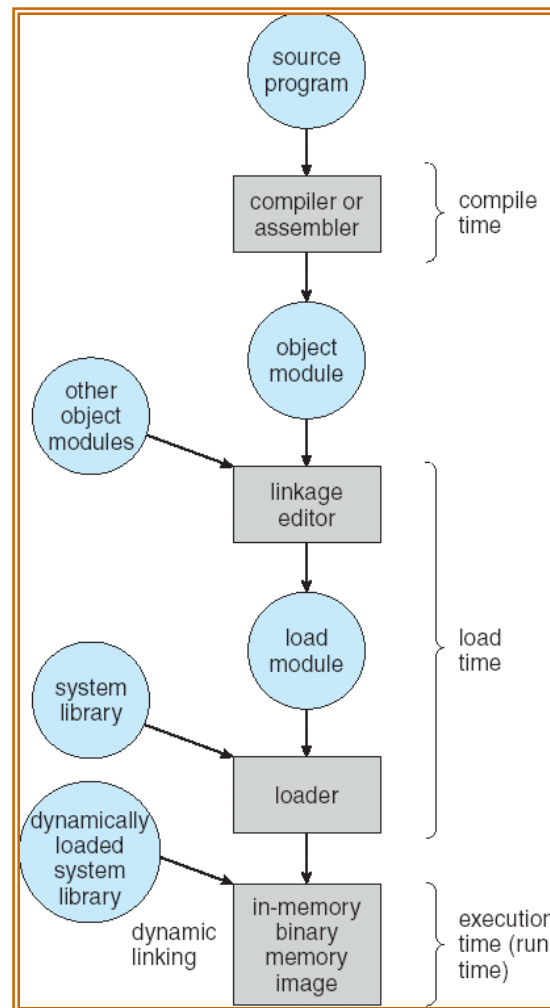 source
program
compiler or
assembler
compile
time
object
module
other
object
modules
linkage
editor
load
module
load
time
system
library
loader
dynamically
loaded
system
library
dynamic
linking
in-memory
binary
memory
image
execution
time (run
time)